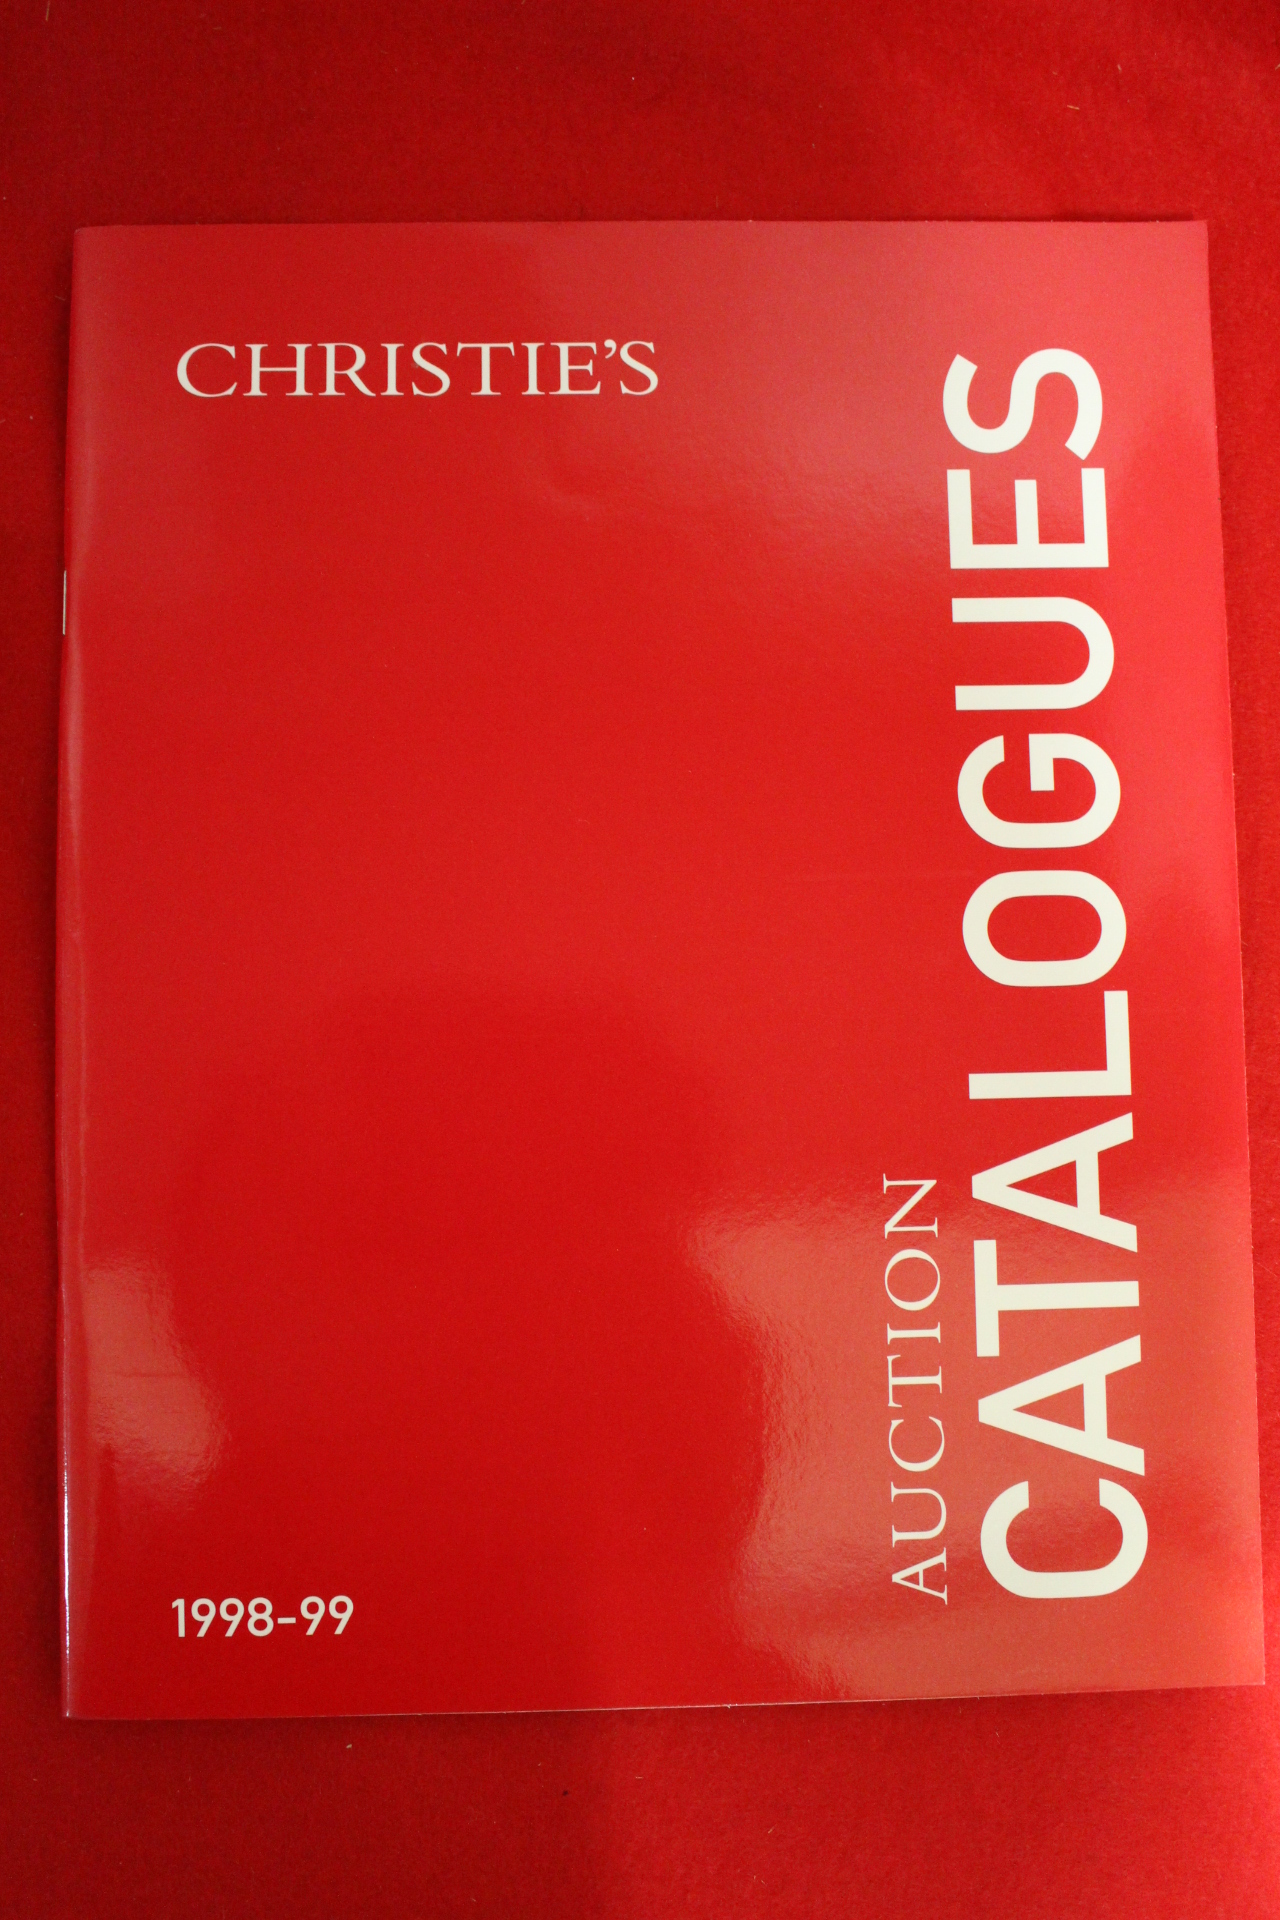 CHRISTIE'S
AUCTION
CATALOGUES
1998-99